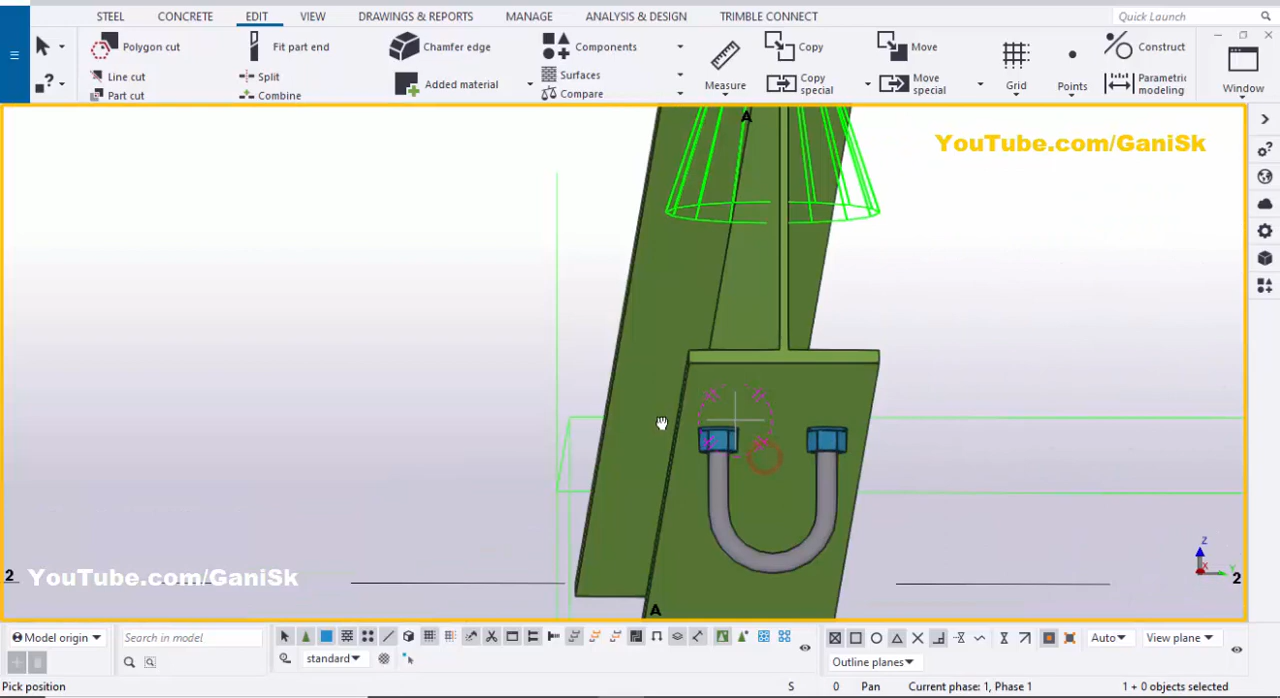 STEEL CONCRETE EDIT VIEW DRAWINGS & REPORTS MANAGE ANALYSIS & DESIGN TRIMBLE CONNECT Quick Launch
Polygon cut Fit part end Chamfer edge Components Copy Move Construct
Line cut Split Added material Surfaces Measure Copy special Move special Grid Points Parametric modeling Window
Part cut Combine Compare
A
YouTube.com/GaniSk
Z
Y
X
2 YouTube.com/GaniSk 2
A
Model origin Search in model Auto View plane
standard Outline planes
Pick position S 0 Pan Current phase: 1, Phase 1 1 + 0 objects selected